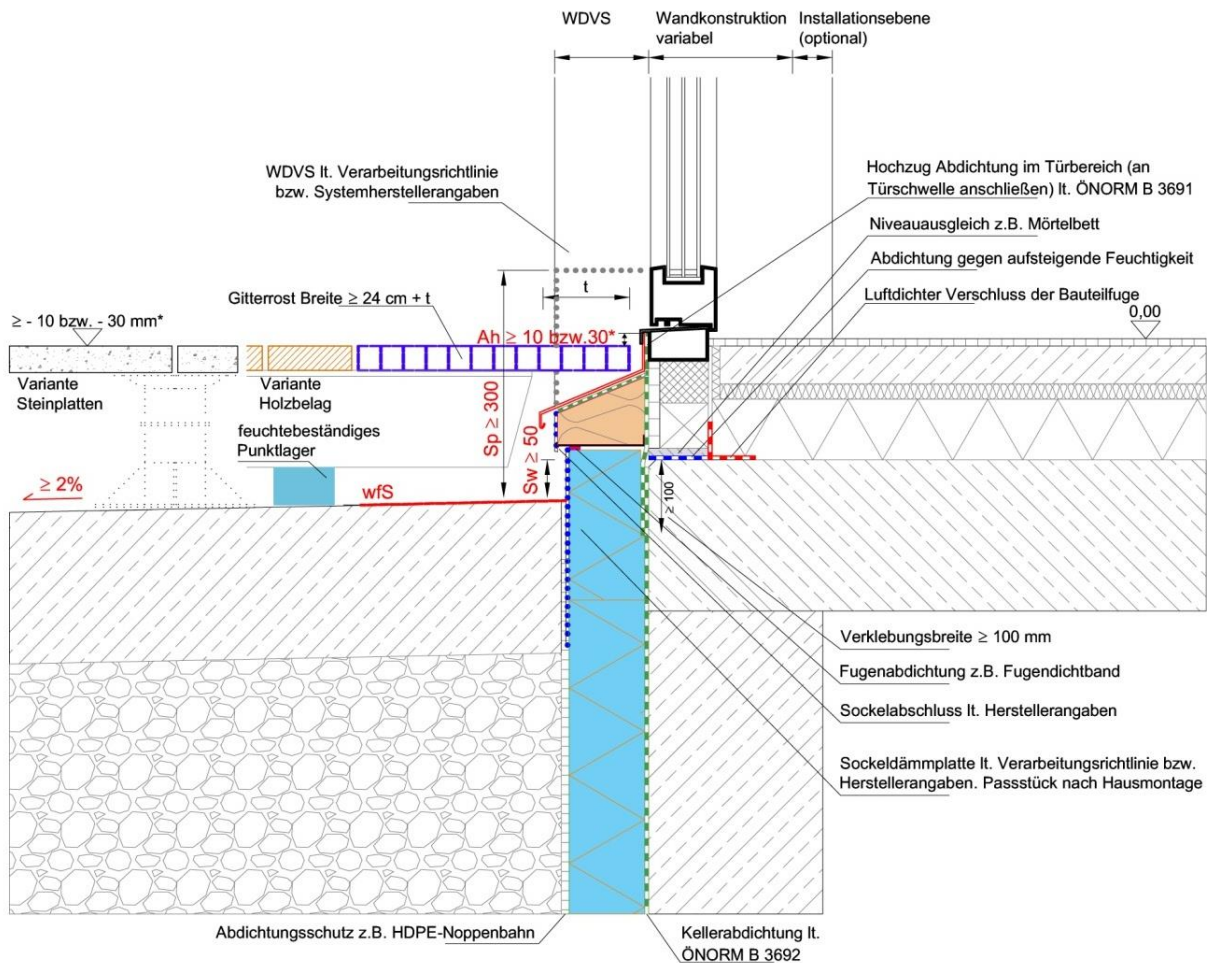 WDVS
Wandkonstruktion
variabel
Installationsebene
(optional)
WDVS lt. Verarbeitungsrichtlinie
bzw. Systemherstellerangaben
Hochzug Abdichtung im Türbereich (an
Türschwelle anschließen) lt. ÖNORM B 3691
Niveauausgleich z.B. Mörtelbett
Abdichtung gegen aufsteigende Feuchtigkeit
Luftdichter Verschluss der Bauteilfuge
0,00
t
Gitterrost Breite ≥ 24 cm + t
≥ - 10 bzw. - 30 mm*
Ah ≥ 10 bzw.30*
Variante
Steinplatten
Variante
Holzbelag
feuchtebeständiges
Punktlager
Sp ≥ 300
Sw ≥ 50
≥ 100
≥ 2%
wfS
Verklebungsbreite ≥ 100 mm
Fugenabdichtung z.B. Fugendichtband
Sockelabschluss lt. Herstellerangaben
Sockeldämmplatte lt. Verarbeitungsrichtlinie bzw.
Herstellerangaben. Passstück nach Hausmontage
Abdichtungsschutz z.B. HDPE-Noppenbahn
Kellerabdichtung lt.
ÖNORM B 3692